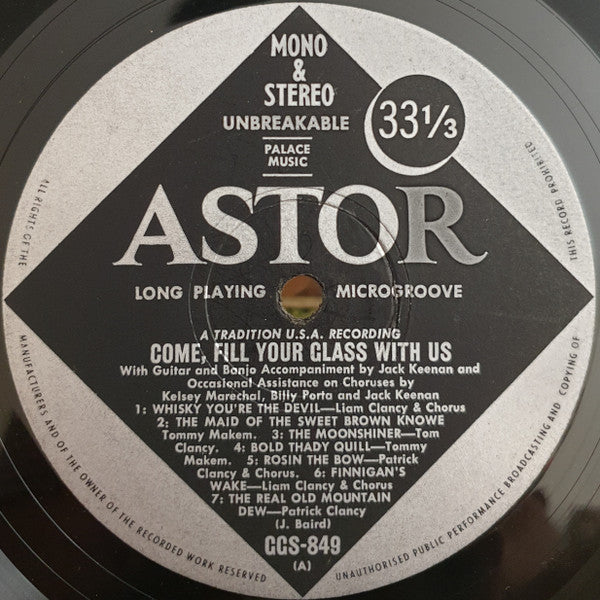 MONO
&
STEREO
UNBREAKABLE
33⅓
PALACE
MUSIC
ASTOR
LONG PLAYING MICROGROOVE
A TRADITION U.S.A. RECORDING
COME, FILL YOUR GLASS WITH US
With Guitar and Banjo Accompaniment by Jack Keenan and
Occasional Assistance on Choruses by
Kelsey Marechal, Billy Porta and Jack Keenan
1: WHISKY YOU'RE THE DEVIL—Liam Clancy & Chorus
2: THE MAID OF THE SWEET BROWN KNOWE
Tommy Makem. 3: THE MOONSHINER—Tom
Clancy. 4: BOLD THADY QUILL—Tommy
Makem. 5: ROSIN THE BOW—Patrick
Clancy & Chorus. 6: FINNIGAN'S
WAKE—Liam Clancy & Chorus
7: THE REAL OLD MOUNTAIN
DEW—Patrick Clancy
(J. Baird)
GGS-849
(A)
ALL RIGHTS OF THE
MANUFACTURERS AND OF THE OWNER OF THE RECORDED WORK RESERVED
UNAUTHORISED PUBLIC PERFORMANCE BROADCASTING AND COPYING OF
THIS RECORD PROHIBITED